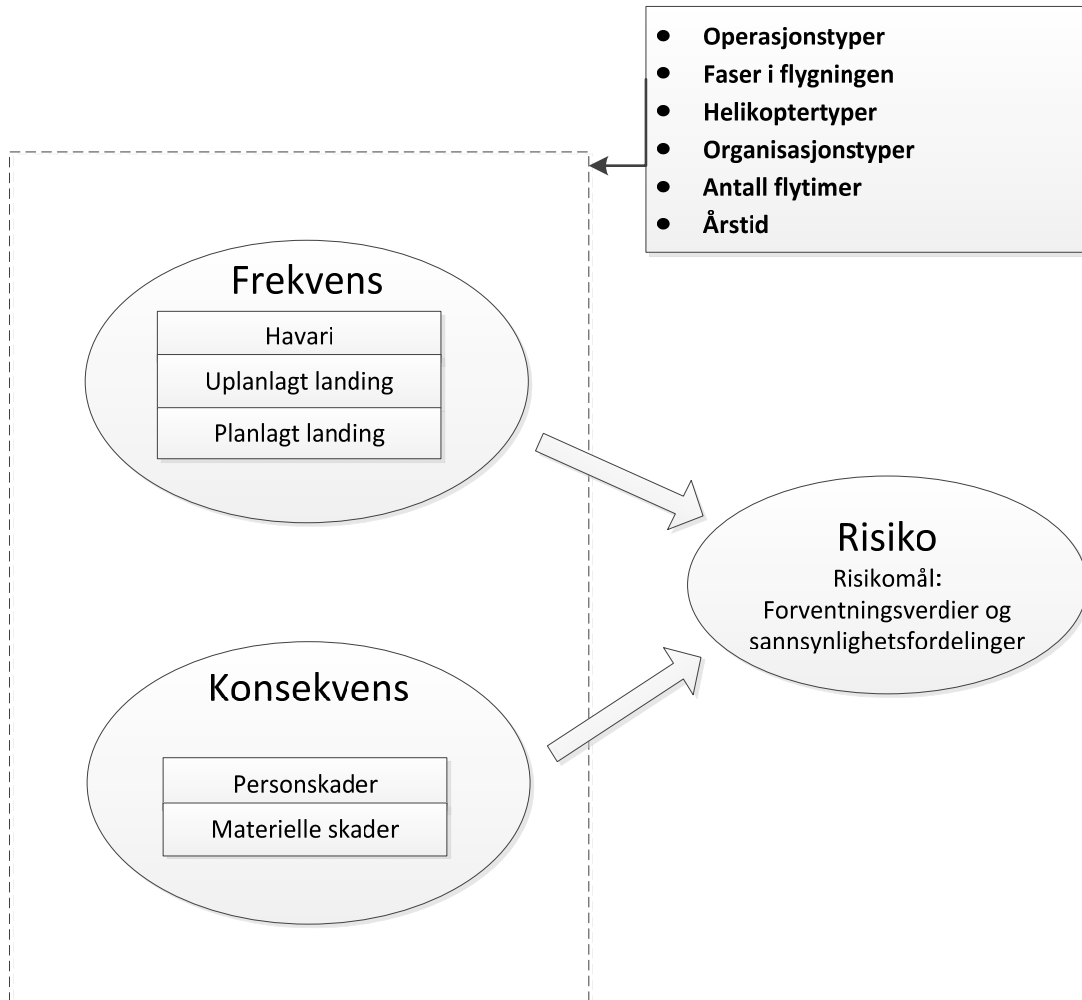 • Operasjonstyper
• Faser i flygningen
• Helikoptertyper
• Organisasjonstyper
• Antall flytimer
• Årstid
Frekvens
Havari
Uplanlagt landing
Planlagt landing
Risiko
Risikomål:
Forventningsverdier og
sannsynlighetsfordelinger
Konsekvens
Personskader
Materielle skader